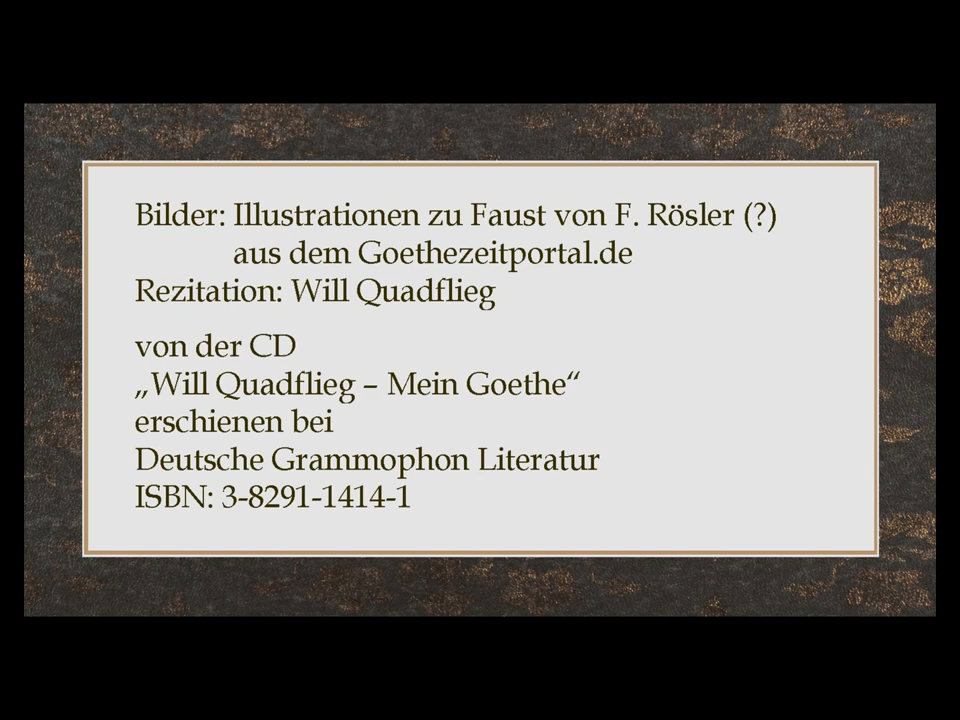 Bilder: Illustrationen zu Faust von F. Rösler (?)
aus dem Goethezeitportal.de
Rezitation: Will Quadflieg
von der CD
„Will Quadflieg – Mein Goethe“
erschienen bei
Deutsche Grammophon Literatur
ISBN: 3-8291-1414-1